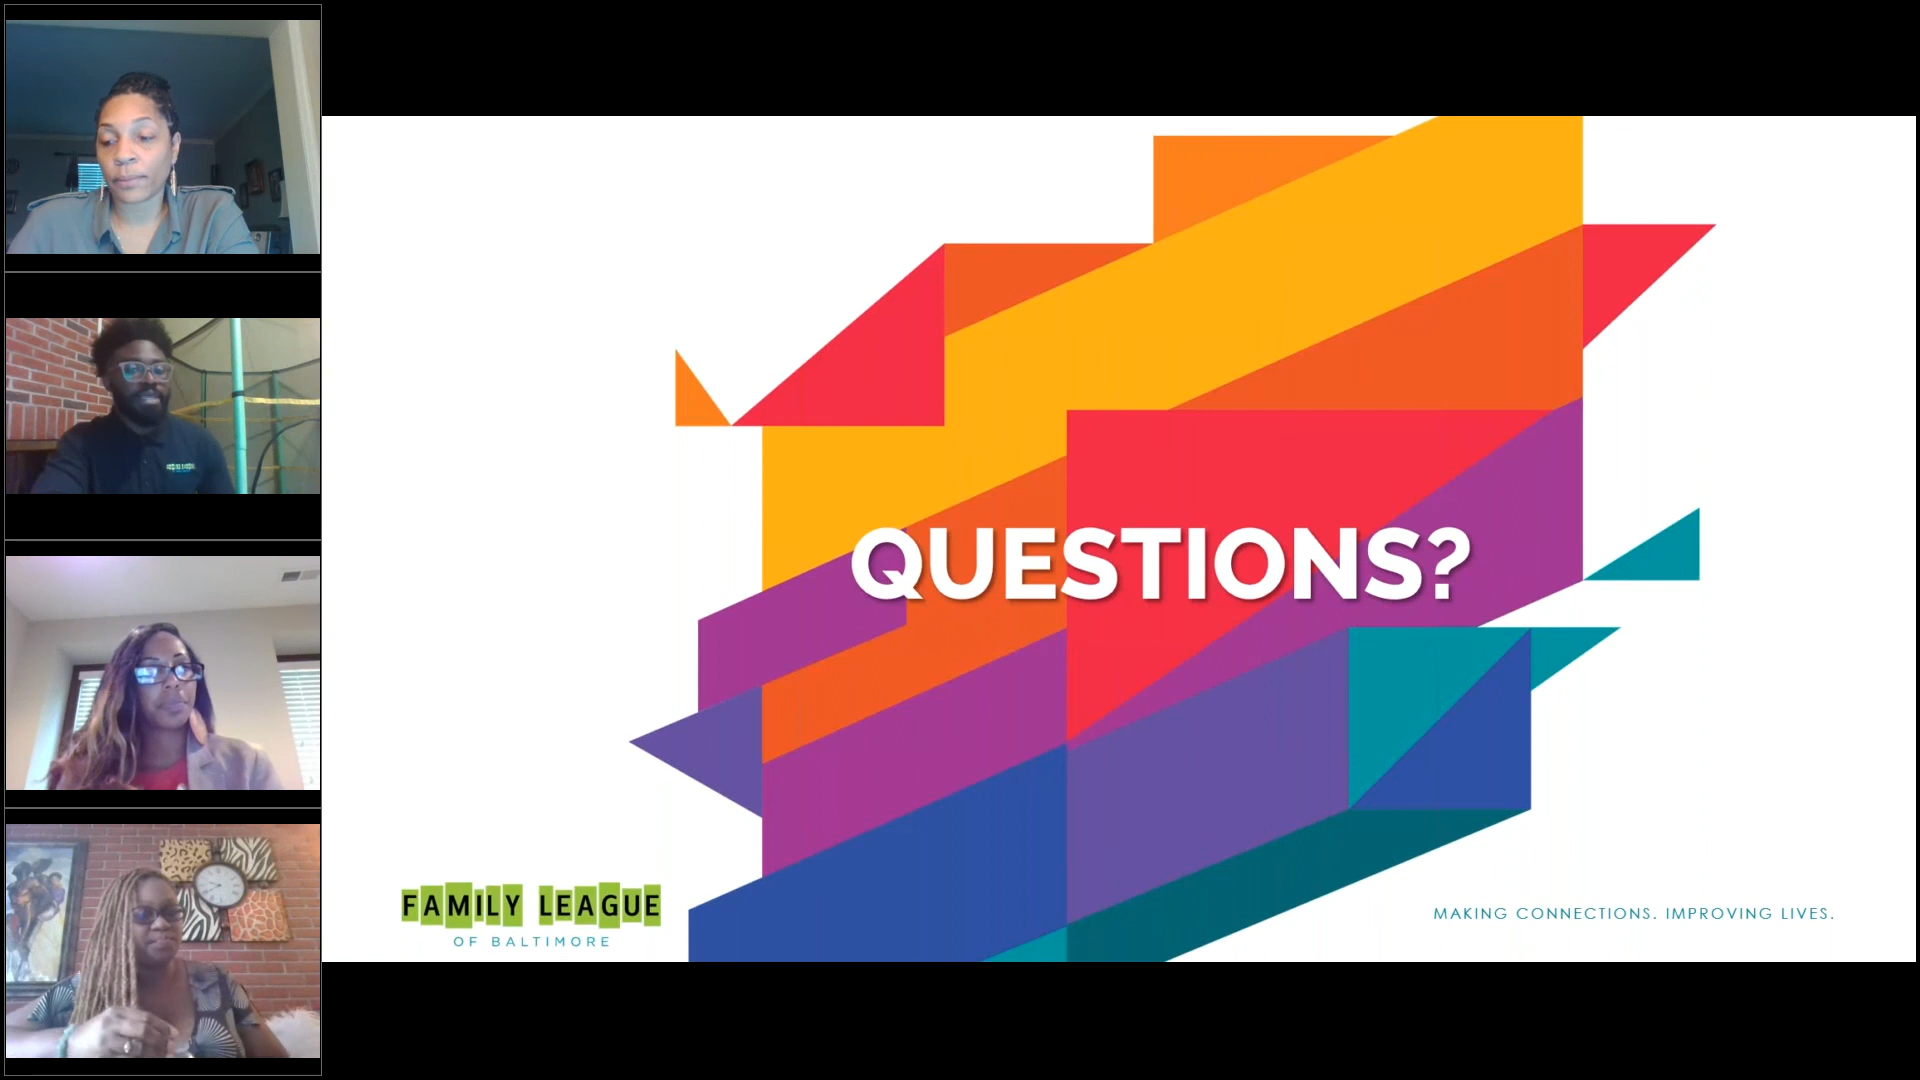 QUESTIONS?
FAMILY LEAGUE
OF BALTIMORE
MAKING CONNECTIONS. IMPROVING LIVES.